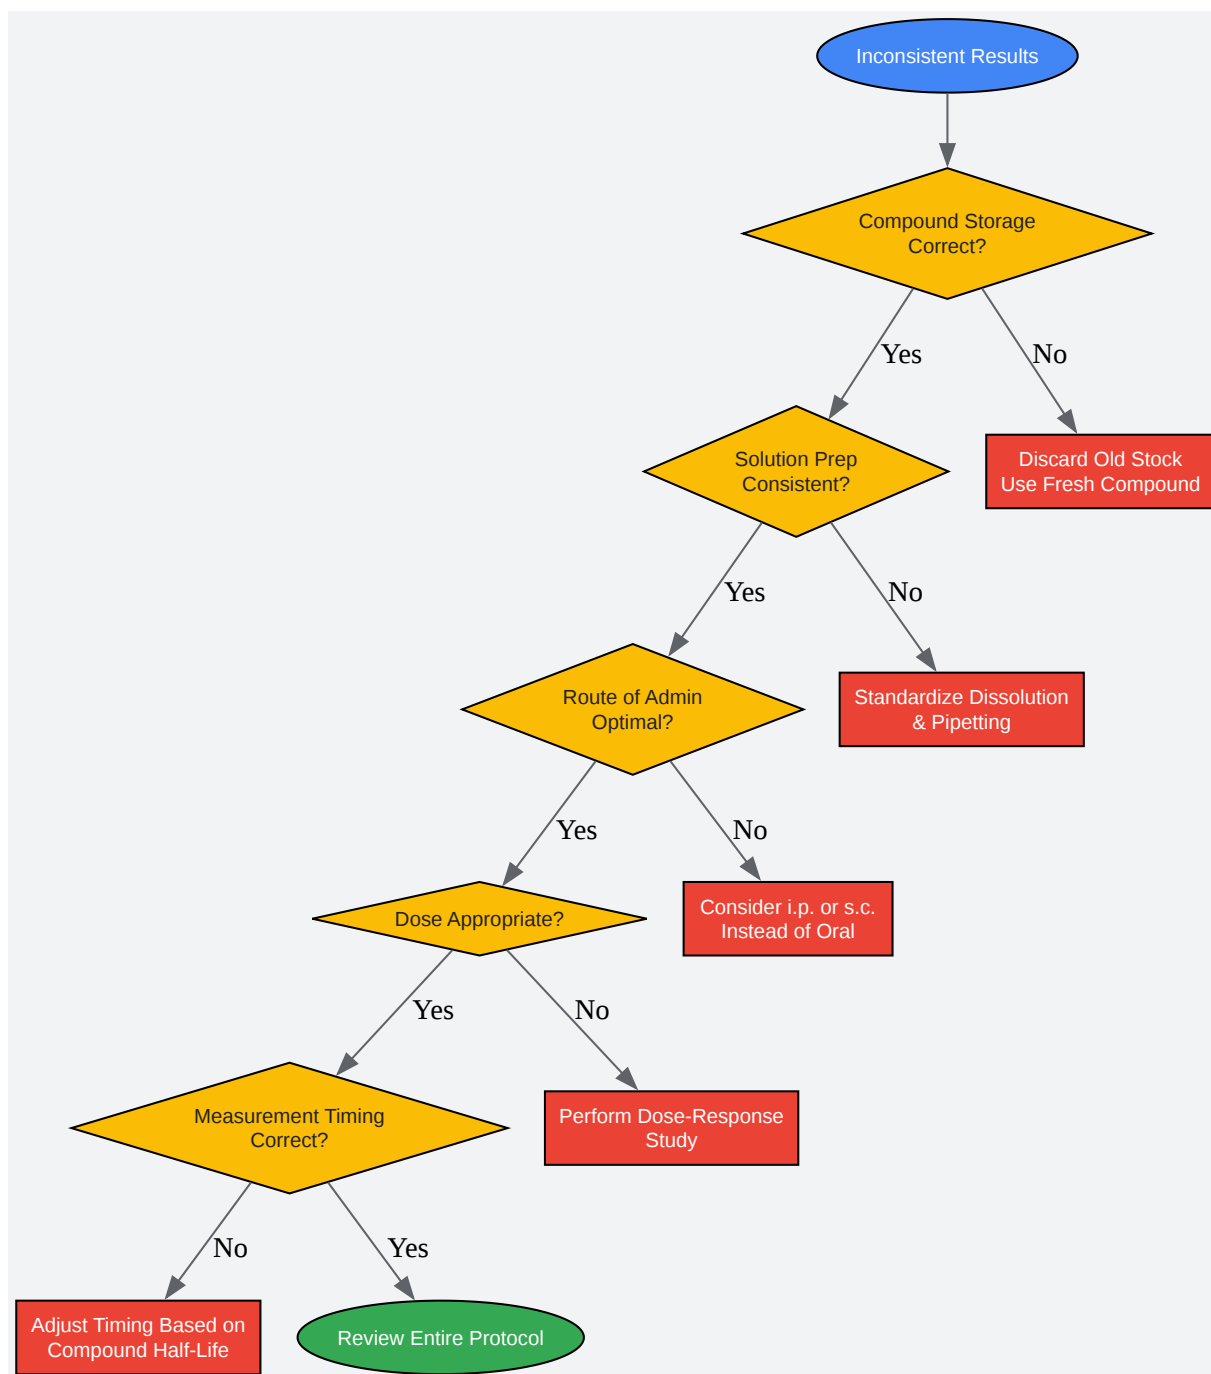 Inconsistent Results
Compound Storage
Correct?
Yes
No
Solution Prep
Consistent?
Discard Old Stock
Use Fresh Compound
Yes
No
Route of Admin
Optimal?
Standardize Dissolution
& Pipetting
Yes
No
Dose Appropriate?
Consider i.p. or s.c.
Instead of Oral
Yes
No
Measurement Timing
Correct?
Perform Dose-Response
Study
No
Yes
Adjust Timing Based on
Compound Half-Life
Review Entire Protocol